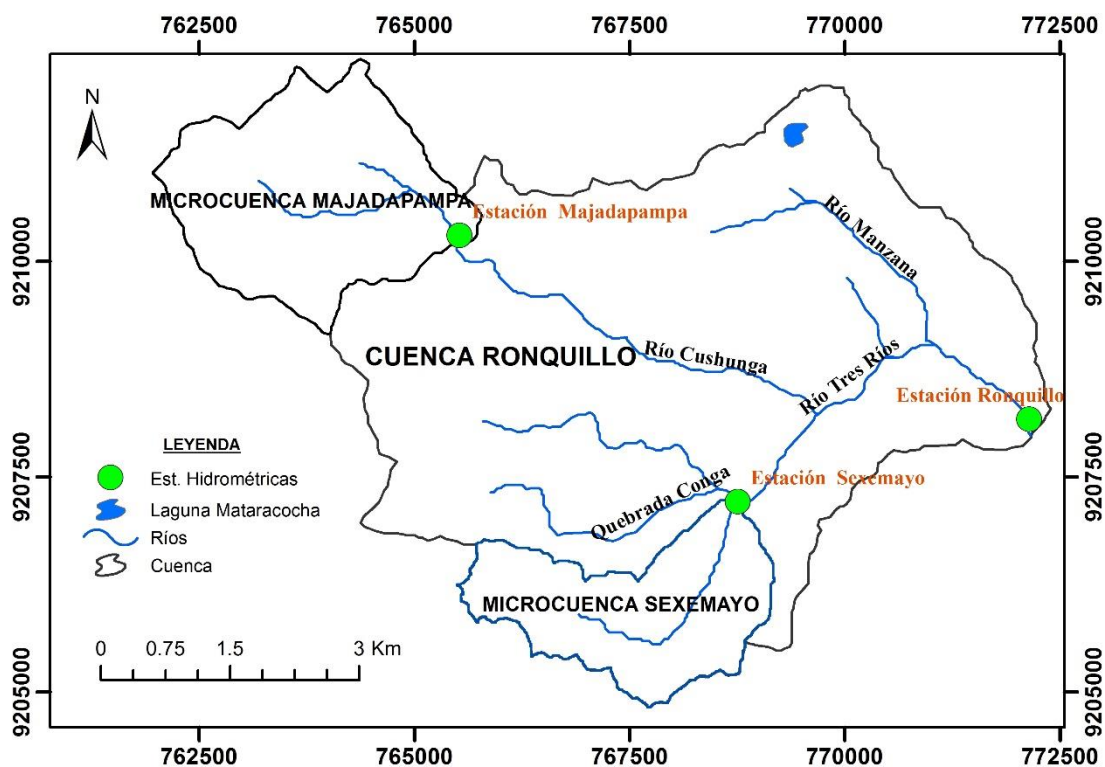 762500 765000 767500 770000 772500
N
MICROCUENCA MAJADAPAMPA
Estación Majadapampa
Río Manzana
9210000 9210000
CUENCA RONQUILLO
Río Cushunga
Río Tres Ríos
Estación Ronquillo
LEYENDA
Est. Hidrométricas
Laguna Mataracocha
Ríos
Cuenca
9207500 9207500
Estación Sexemayo
Quebrada Conga
MICROCUENCA SEXEMAYO
0 0.75 1.5 3 Km
9205000 9205000
762500 765000 767500 770000 772500